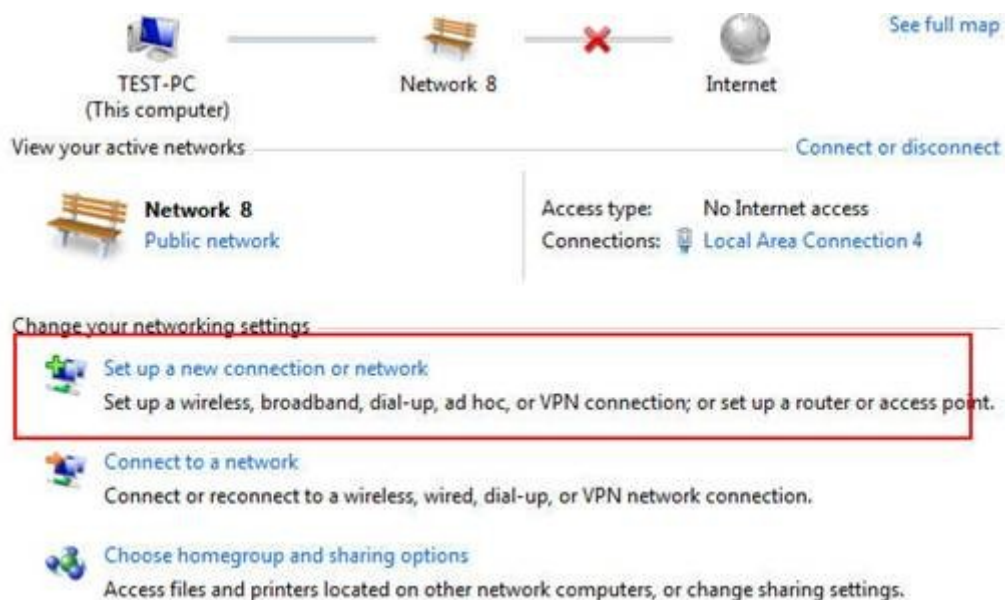 See full map
TEST-PC
(This computer)
Network 8
Internet
View your active networks
Connect or disconnect
Network 8
Public network
Access type: No Internet access
Connections: Local Area Connection 4
Change your networking settings
Set up a new connection or network
Set up a wireless, broadband, dial-up, ad hoc, or VPN connection; or set up a router or access point.
Connect to a network
Connect or reconnect to a wireless, wired, dial-up, or VPN network connection.
Choose homegroup and sharing options
Access files and printers located on other network computers, or change sharing settings.